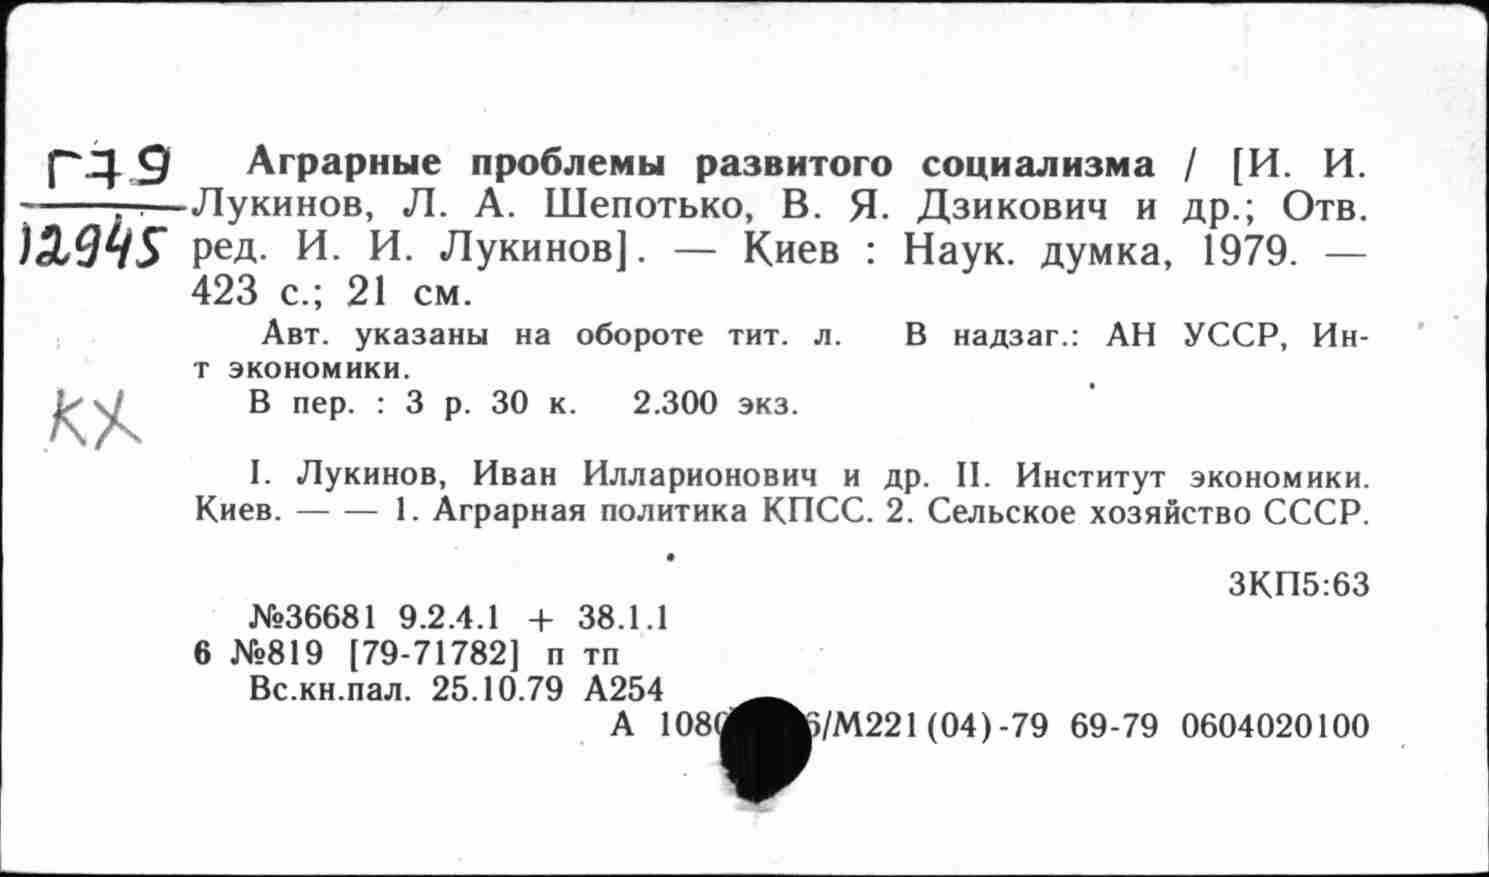 Г79
12945
КХ
Аграрные проблемы развитого социализма / [И. И.
Лукинов, Л. А. Шепотько, В. Я. Дзикович и др.; Отв.
ред. И. И. Лукинов]. — Киев : Наук. думка, 1979. —
423 с.; 21 см.
Авт. указаны на обороте тит. л. В надзаг.: АН УССР, Ин-
т экономики.
В пер. : 3 р. 30 к. 2.300 экз.
I. Лукинов, Иван Илларионович и др. II. Институт экономики.
Киев. — — 1. Аграрная политика КПСС. 2. Сельское хозяйство СССР.
3КП5:63
№36681 9.2.4.1 + 38.1.1
6 №819 [79-71782] п тп
Вс.кн.пал. 25.10.79 А254
А /М221(04)-79 69-79 0604020100